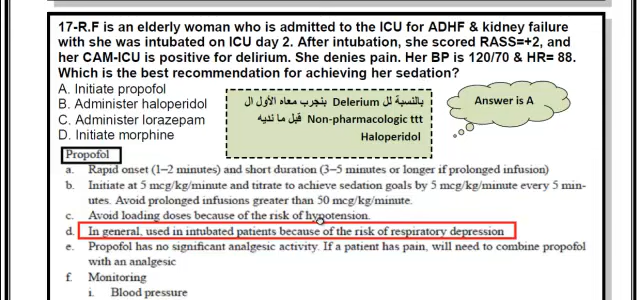 17-R.F is an elderly woman who is admitted to the ICU for ADHF & kidney failure
with she was intubated on ICU day 2. After intubation, she scored RASS=+2, and
her CAM-ICU is positive for delirium. She denies pain. Her BP is 120/70 & HR= 88.
Which is the best recommendation for achieving her sedation?
A. Initiate propofol
B. Administer haloperidol
C. Administer lorazepam
D. Initiate morphine
بالنسبة لل Delerium بنجرب معاه الأول ال
Non-pharmacologic ttt قبل ما نديه
Haloperidol
Answer is A
Propofol
a. Rapid onset (1–2 minutes) and short duration (3–5 minutes or longer if prolonged infusion)
b. Initiate at 5 mcg/kg/minute and titrate to achieve sedation goals by 5 mcg/kg/minute every 5 min-
utes. Avoid prolonged infusions greater than 50 mcg/kg/minute.
c. Avoid loading doses because of the risk of hypotension.
d. In general, used in intubated patients because of the risk of respiratory depression
e. Propofol has no significant analgesic activity. If a patient has pain, will need to combine propofol
with an analgesic
f. Monitoring
i. Blood pressure